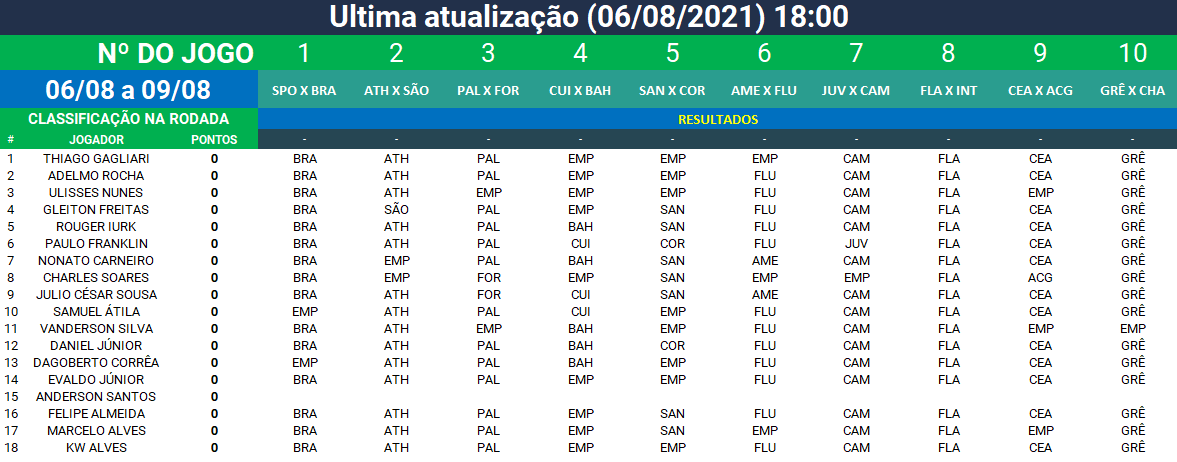 Ultima atualização (06/08/2021) 18:00
Nº DO JOGO 1 2 3 4 5 6 7 8 9 10
06/08 a 09/08 SPO X BRA ATH X SÃO PAL X FOR CUI X BAH SAN X COR AME X FLU JUV X CAM FLA X INT CEA X ACG GRÊ X CHA
CLASSIFICAÇÃO NA RODADA RESULTADOS
# JOGADOR PONTOS - - - - - - - - - -
1 THIAGO GAGLIARI 0 BRA ATH PAL EMP EMP EMP CAM FLA CEA GRÊ
2 ADELMO ROCHA 0 BRA ATH PAL EMP EMP FLU CAM FLA CEA GRÊ
3 ULISSES NUNES 0 BRA ATH EMP EMP EMP FLU CAM FLA EMP GRÊ
4 GLEITON FREITAS 0 BRA SÃO PAL EMP SAN FLU CAM FLA CEA GRÊ
5 ROUGER IURK 0 BRA ATH PAL BAH SAN FLU CAM FLA CEA GRÊ
6 PAULO FRANKLIN 0 BRA ATH PAL CUI COR FLU JUV FLA CEA GRÊ
7 NONATO CARNEIRO 0 BRA EMP PAL BAH SAN AME CAM FLA CEA GRÊ
8 CHARLES SOARES 0 BRA EMP FOR EMP SAN EMP EMP FLA ACG GRÊ
9 JULIO CÉSAR SOUSA 0 BRA ATH FOR CUI SAN AME CAM FLA CEA GRÊ
10 SAMUEL ÁTILA 0 EMP ATH PAL CUI EMP FLU CAM FLA CEA GRÊ
11 VANDERSON SILVA 0 BRA ATH EMP BAH EMP FLU CAM FLA EMP EMP
12 DANIEL JÚNIOR 0 BRA ATH PAL BAH COR FLU CAM FLA CEA GRÊ
13 DAGOBERTO CORRÊA 0 EMP ATH PAL BAH EMP FLU CAM FLA CEA GRÊ
14 EVALDO JÚNIOR 0 BRA ATH PAL EMP EMP FLU CAM FLA CEA GRÊ
15 ANDERSON SANTOS 0
16 FELIPE ALMEIDA 0 BRA ATH PAL EMP SAN FLU CAM FLA CEA GRÊ
17 MARCELO ALVES 0 BRA ATH PAL EMP SAN EMP CAM FLA EMP GRÊ
18 KW ALVES 0 BRA ATH PAL EMP EMP FLU CAM FLA CEA GRÊ